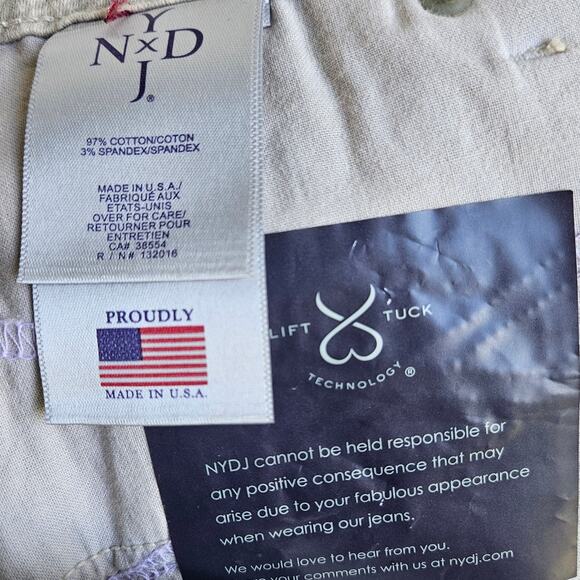 Y
N x D
J®
97% COTTON/COTON
3% SPANDEX/SPANDEX
MADE IN U.S.A./
FABRIQUÉ AUX
ETATS-UNIS
OVER FOR CARE/
RETOURNER POUR
ENTRETIEN
CA# 38554
R / N# 132016
PROUDLY
MADE IN U.S.A.
LIFT TUCK
TECHNOLOGY®
NYDJ cannot be held responsible for
any positive consequence that may
arise due to your fabulous appearance
when wearing our jeans.
We would love to hear from you.
your comments with us at nydj.com